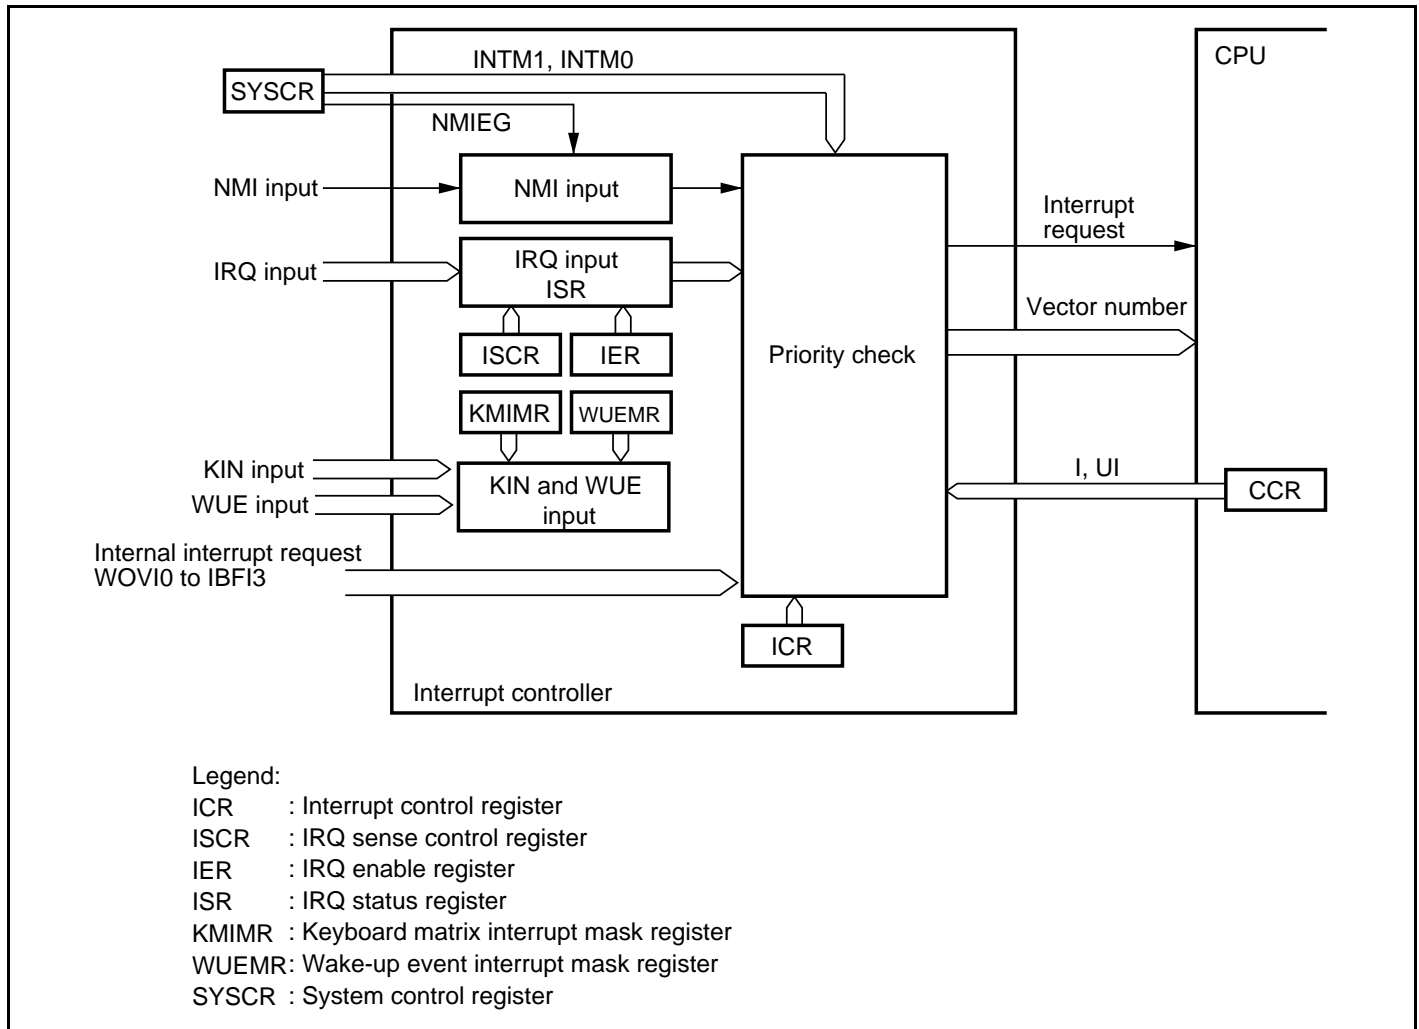 INTM1, INTM0
CPU
SYSCR
NMIEG
NMI input
NMI input
Interrupt
request
IRQ input
IRQ input
ISR
Vector number
ISCR
IER
Priority check
KMIMR
WUEMR
KIN input
WUE input
KIN and WUE
input
I, UI
CCR
Internal interrupt request
WOVI0 to IBFI3
ICR
Interrupt controller
Legend:
ICR : Interrupt control register
ISCR : IRQ sense control register
IER : IRQ enable register
ISR : IRQ status register
KMIMR : Keyboard matrix interrupt mask register
WUEMR : Wake-up event interrupt mask register
SYSCR : System control register